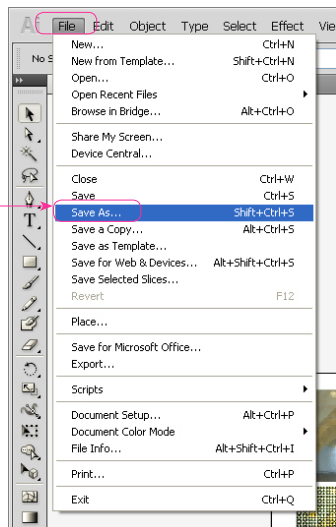 Ai File Edit Object Type Select Effect Vie
No S
New... Ctrl+N
New from Template... Shift+Ctrl+N
Open... Ctrl+O
Open Recent Files
Browse in Bridge... Alt+Ctrl+O
Share My Screen...
Device Central...
Close Ctrl+W
Save Ctrl+S
Save As... Shift+Ctrl+S
Save a Copy... Alt+Ctrl+S
Save as Template...
Save for Web & Devices... Alt+Shift+Ctrl+S
Save Selected Slices...
Revert F12
Place...
Save for Microsoft Office...
Export...
Scripts
Document Setup... Alt+Ctrl+P
Document Color Mode
File Info... Alt+Shift+Ctrl+I
Print... Ctrl+P
Exit Ctrl+Q